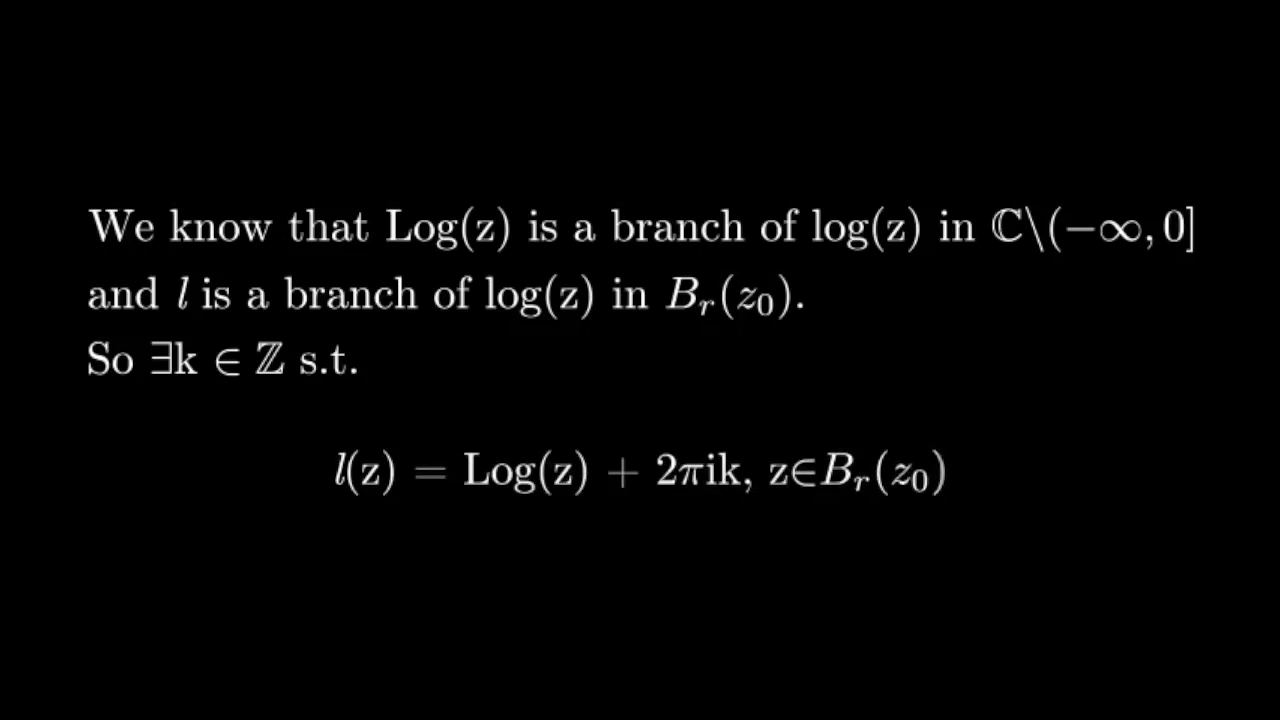 We know that Log(z) is a branch of log(z) in ℂ\(−∞, 0]
and l is a branch of log(z) in B_r(z_0).
So ∃k ∈ ℤ s.t.
l(z) = Log(z) + 2πik, z∈B_r(z_0)